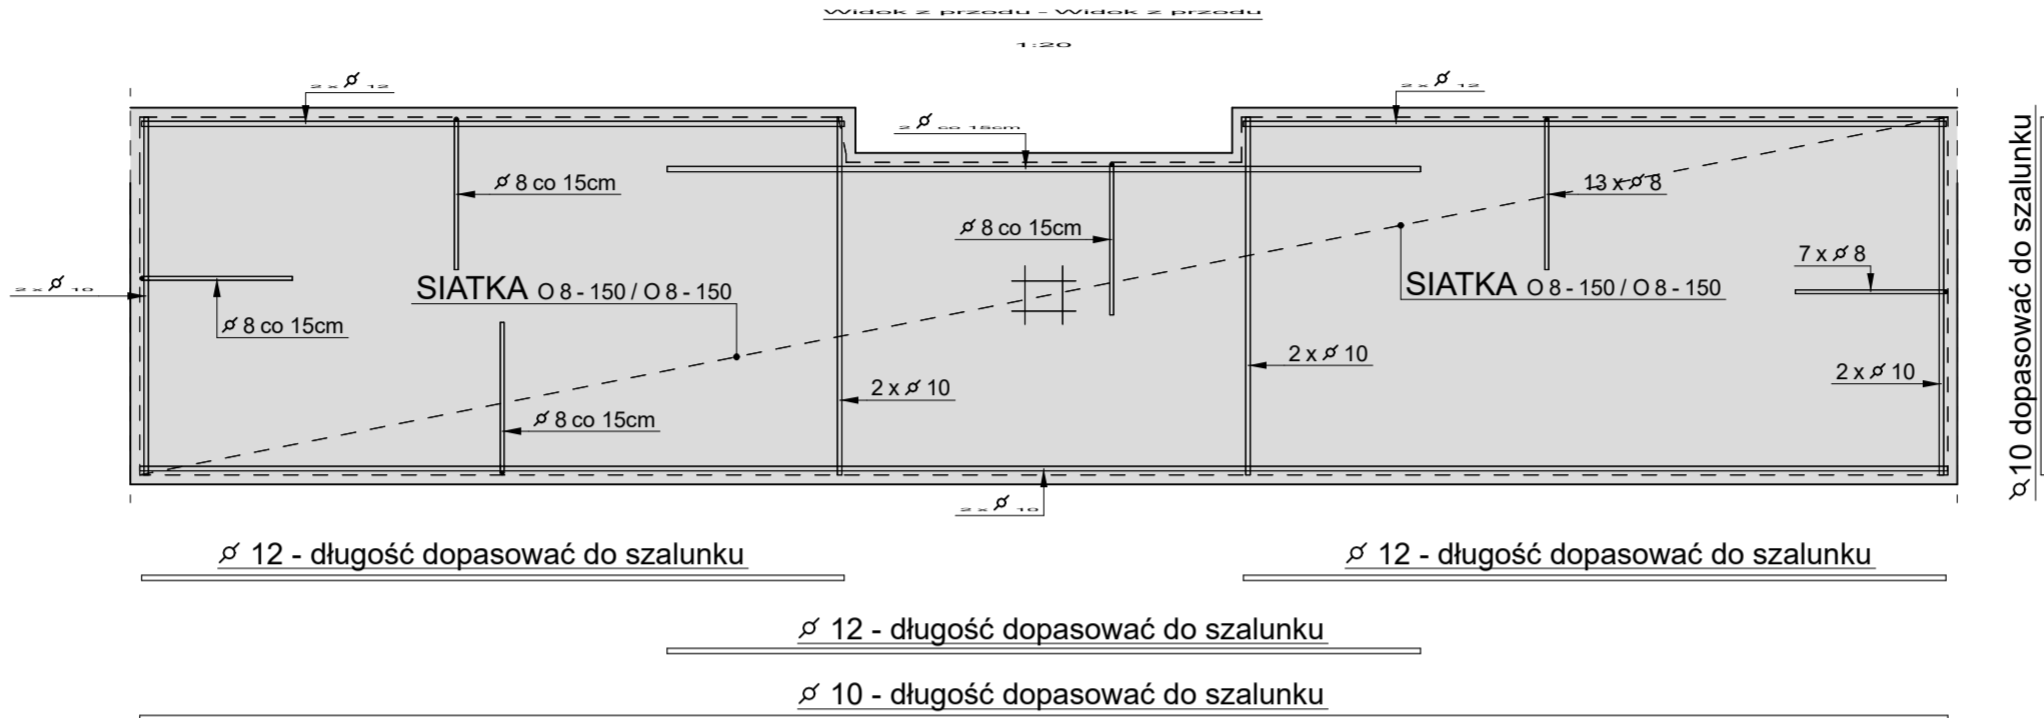 Widok z przodu - Widok z przodu
1:20
2 x ⌀ 12
2 x ⌀ 12
2 ⌀ co 15cm
⌀ 8 co 15cm
13 x ⌀ 8
⌀ 8 co 15cm
7 x ⌀ 8
2 x ⌀ 10
SIATKA O 8 - 150 / O 8 - 150
SIATKA O 8 - 150 / O 8 - 150
⌀ 8 co 15cm
2 x ⌀ 10
2 x ⌀ 10
2 x ⌀ 10
⌀ 8 co 15cm
2 x ⌀ 10
⌀ 10 dopasować do szalunku
⌀ 12 - długość dopasować do szalunku
⌀ 12 - długość dopasować do szalunku
⌀ 12 - długość dopasować do szalunku
⌀ 10 - długość dopasować do szalunku